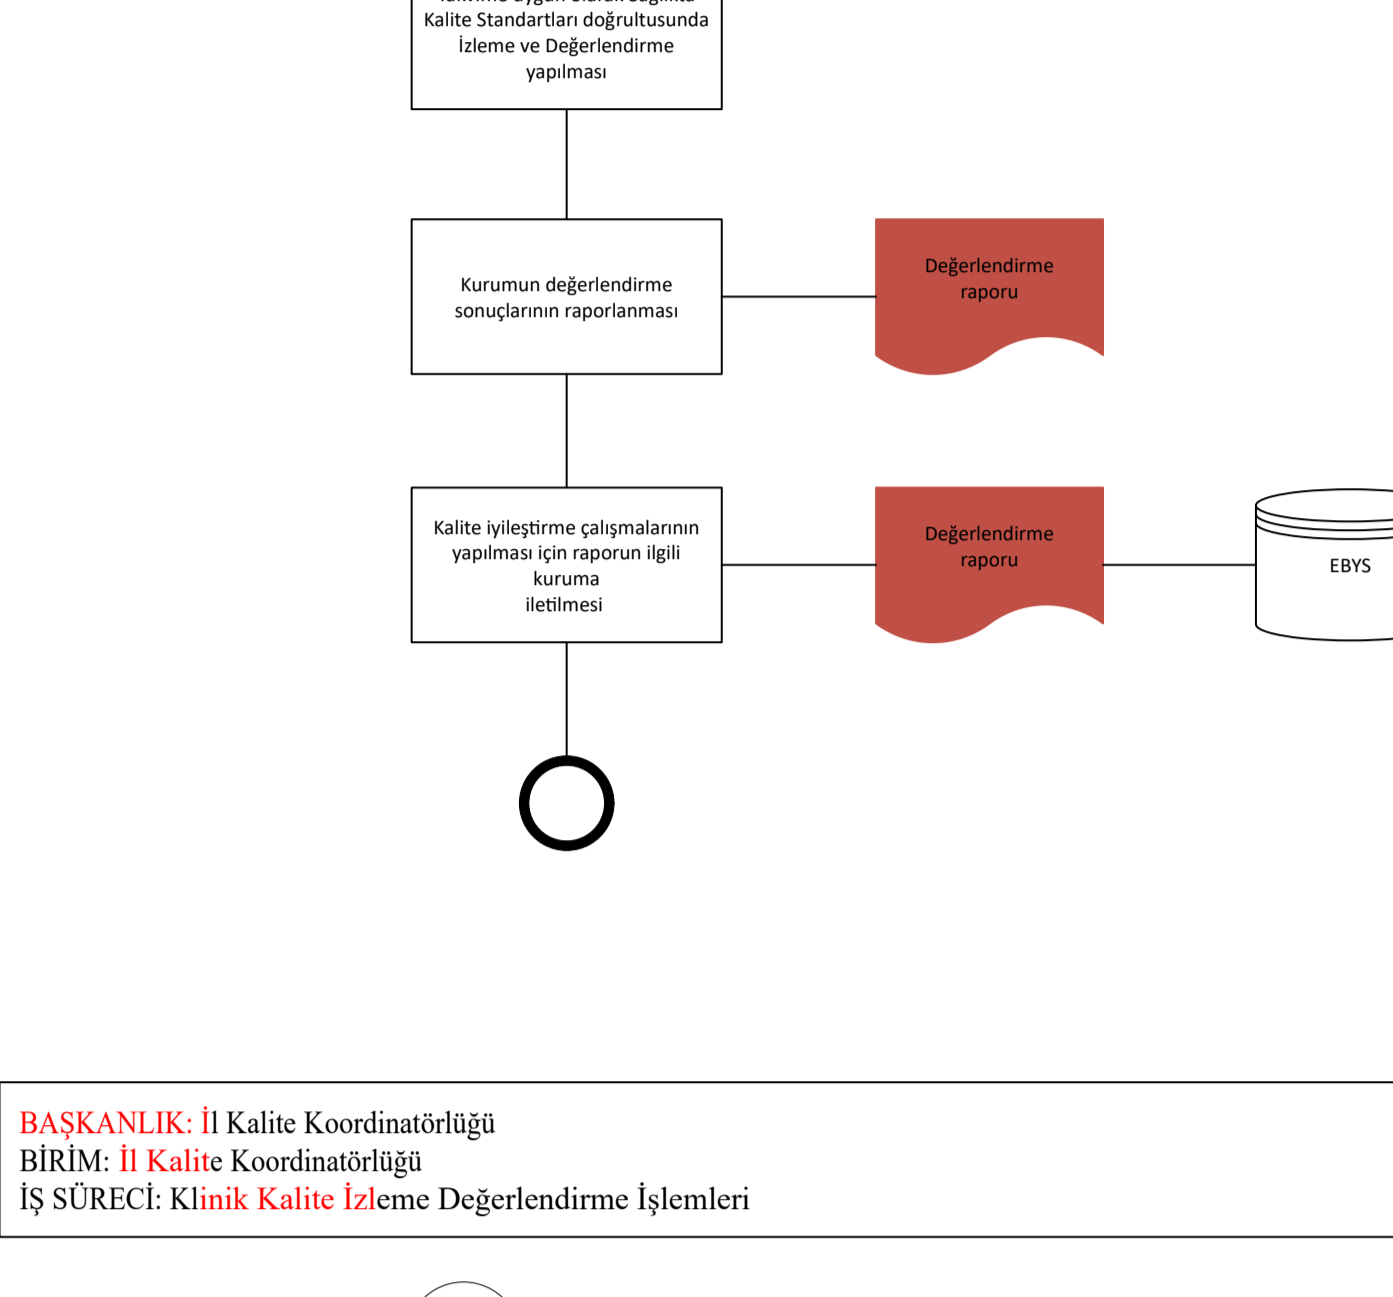 Kalite Standartları doğrultusunda
İzleme ve Değerlendirme
yapılması
Kurumun değerlendirme
sonuçlarının raporlanması
Değerlendirme
raporu
Kalite iyileştirme çalışmalarının
yapılması için raporun ilgili
kuruma
iletilmesi
Değerlendirme
raporu
EBYS
BAŞKANLIK: İl Kalite Koordinatörlüğü
BİRİM: İl Kalite Koordinatörlüğü
İŞ SÜRECİ: Klinik Kalite İzleme Değerlendirme İşlemleri